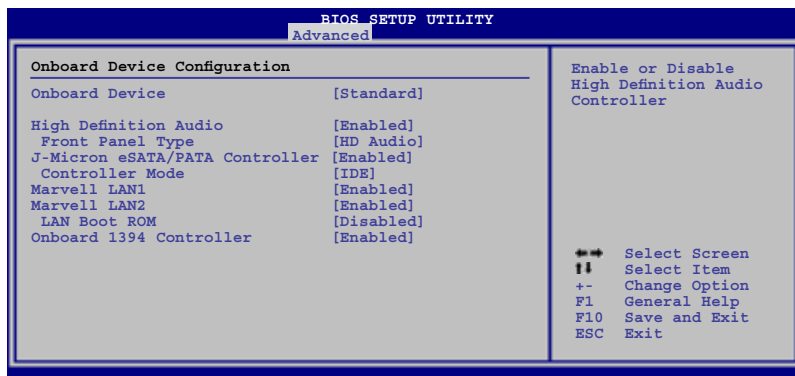 BIOS SETUP UTILITY
Advanced
Onboard Device Configuration
Onboard Device [Standard]
High Definition Audio [Enabled]
Front Panel Type [HD Audio]
J-Micron eSATA/PATA Controller [Enabled]
Controller Mode [IDE]
Marvell LAN1 [Enabled]
Marvell LAN2 [Enabled]
LAN Boot ROM [Disabled]
Onboard 1394 Controller [Enabled]
Enable or Disable
High Definition Audio
Controller
←→ Select Screen
↑↓ Select Item
+- Change Option
F1 General Help
F10 Save and Exit
ESC Exit